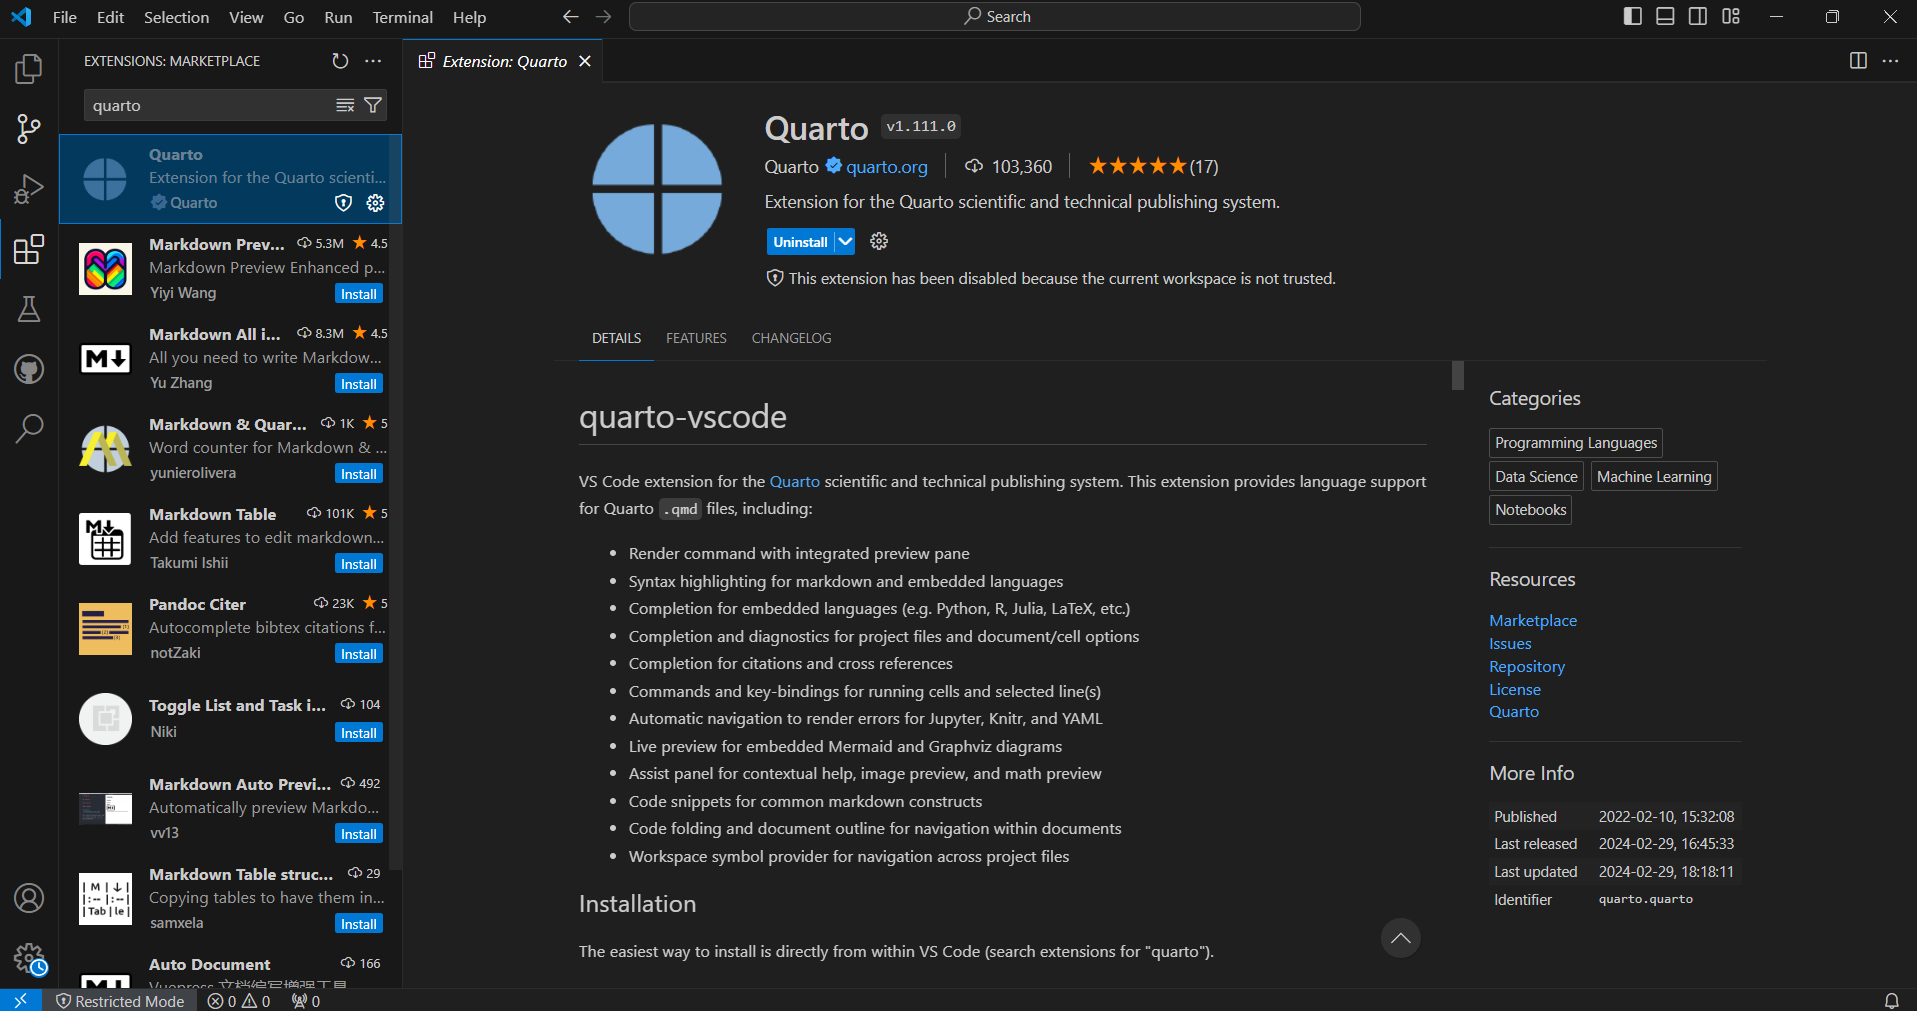 File Edit Selection View Go Run Terminal Help
Search
EXTENSIONS: MARKETPLACE
quarto
Quarto
Extension for the Quarto scienti...
Quarto
Markdown Prev... 5.3M 4.5
Markdown Preview Enhanced p...
Yiyi Wang Install
Markdown All i... 8.3M 4.5
All you need to write Markdow...
Yu Zhang Install
Markdown & Quar... 1K 5
Word counter for Markdown & ...
yunierolivera Install
Markdown Table 101K 5
Add features to edit markdown...
Takumi Ishii Install
Pandoc Citer 23K 5
Autocomplete bibtex citations f...
notZaki Install
Toggle List and Task i... 104
Niki Install
Markdown Auto Previ... 492
Automatically preview Markdo...
vv13 Install
Markdown Table struc... 29
Copying tables to have them in...
samxela Install
Auto Document 166
Vuepress 文档编写增强工具
Extension: Quarto
Quarto v1.111.0
Quarto quarto.org 103,360 (17)
Extension for the Quarto scientific and technical publishing system.
Uninstall
This extension has been disabled because the current workspace is not trusted.
DETAILS FEATURES CHANGELOG
quarto-vscode
VS Code extension for the Quarto scientific and technical publishing system. This extension provides language support
for Quarto .qmd files, including:
• Render command with integrated preview pane
• Syntax highlighting for markdown and embedded languages
• Completion for embedded languages (e.g. Python, R, Julia, LaTeX, etc.)
• Completion and diagnostics for project files and document/cell options
• Completion for citations and cross references
• Commands and key-bindings for running cells and selected line(s)
• Automatic navigation to render errors for Jupyter, Knitr, and YAML
• Live preview for embedded Mermaid and Graphviz diagrams
• Assist panel for contextual help, image preview, and math preview
• Code snippets for common markdown constructs
• Code folding and document outline for navigation within documents
• Workspace symbol provider for navigation across project files
Installation
The easiest way to install is directly from within VS Code (search extensions for "quarto").
Categories
Programming Languages
Data Science Machine Learning
Notebooks
Resources
Marketplace
Issues
Repository
License
Quarto
More Info
Published 2022-02-10, 15:32:08
Last released 2024-02-29, 16:45:33
Last updated 2024-02-29, 18:18:11
Identifier quarto.quarto
Restricted Mode 0 0 0